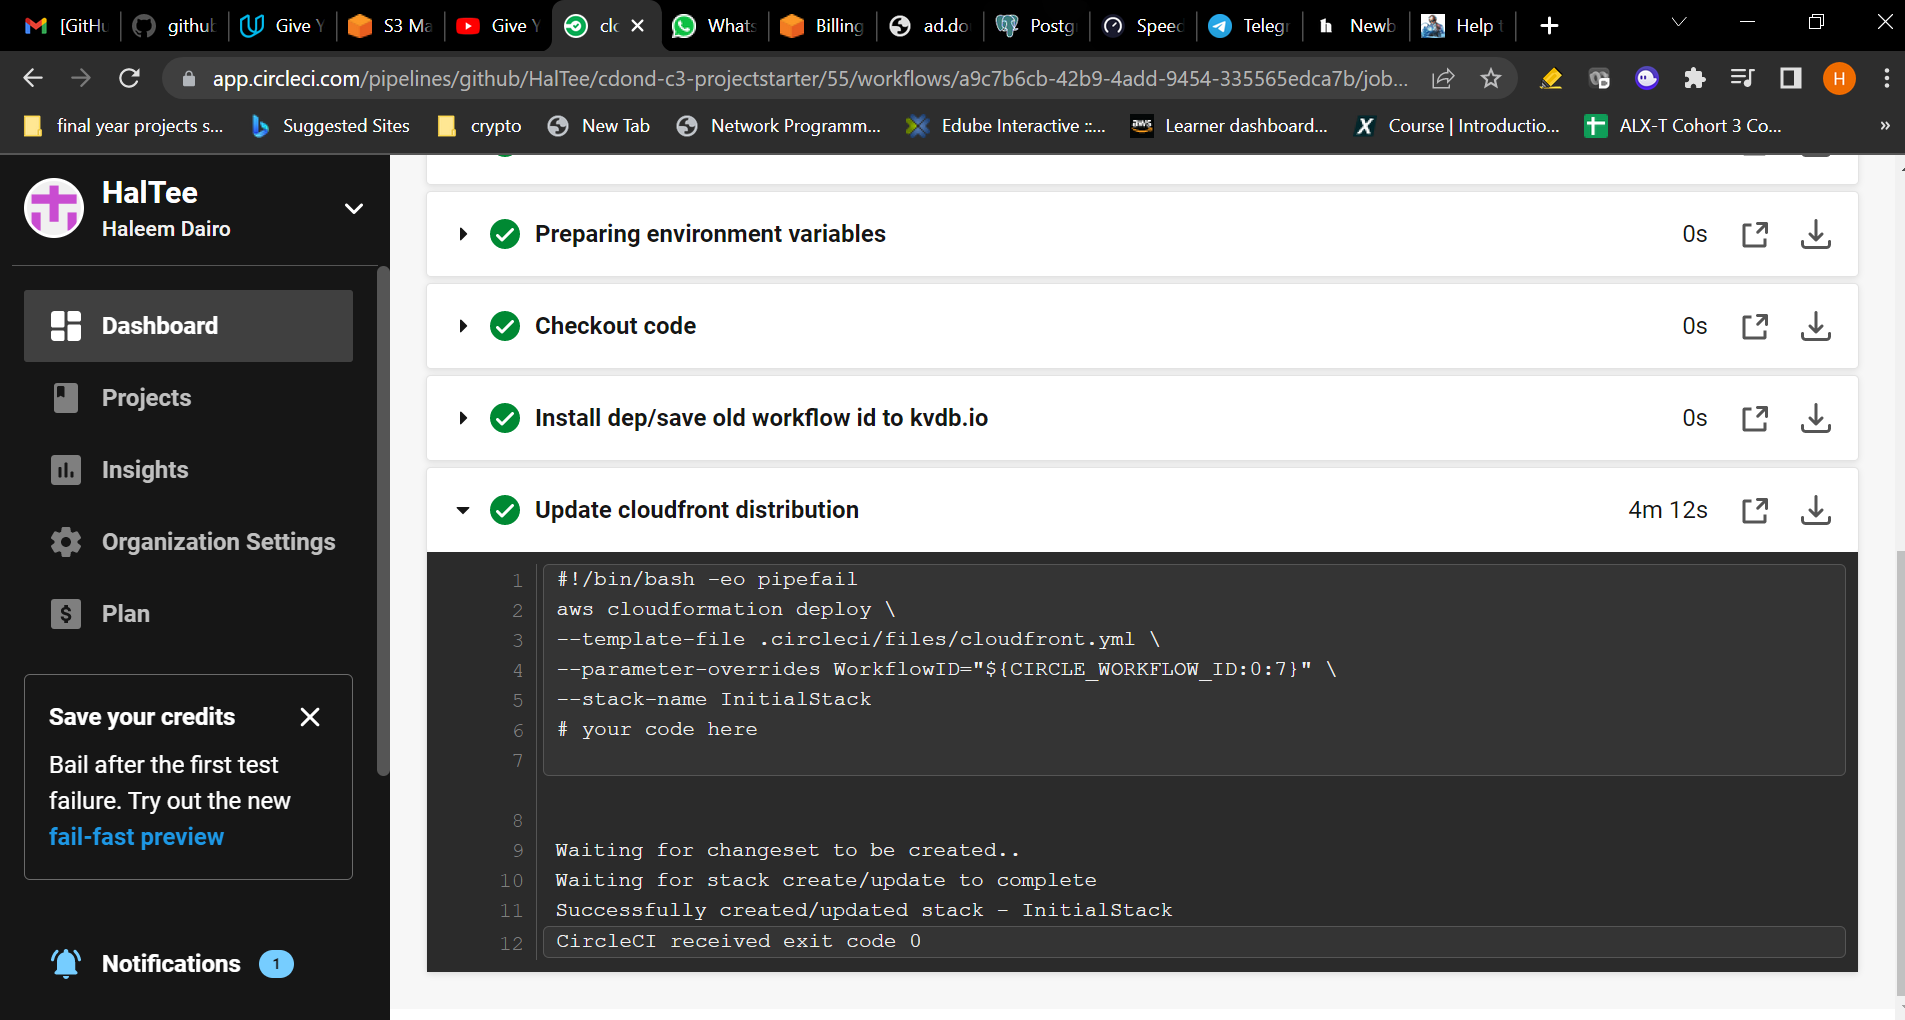 [GitHu
github
Give Y
S3 Ma
Give Y
clo
Whats
Billing
ad.do
Postg
Speed
Telegr
Newb
Help t
app.circleci.com/pipelines/github/HalTee/cdond-c3-projectstarter/55/workflows/a9c7b6cb-42b9-4add-9454-335565edca7b/job...
H
final year projects s...
Suggested Sites
crypto
New Tab
Network Programm...
Edube Interactive ::...
aws
Learner dashboard...
Course | Introductio...
ALX-T Cohort 3 Co...
»
HalTee
Haleem Dairo
Dashboard
Projects
Insights
Organization Settings
Plan
Save your credits
Bail after the first test
failure. Try out the new
fail-fast preview
Notifications 1
Preparing environment variables 0s
Checkout code 0s
Install dep/save old workflow id to kvdb.io 0s
Update cloudfront distribution 4m 12s
1 #!/bin/bash -eo pipefail
2 aws cloudformation deploy \
3 --template-file .circleci/files/cloudfront.yml \
4 --parameter-overrides WorkflowID="${CIRCLE_WORKFLOW_ID:0:7}" \
5 --stack-name InitialStack
6 # your code here
7
8
9 Waiting for changeset to be created..
10 Waiting for stack create/update to complete
11 Successfully created/updated stack - InitialStack
12 CircleCI received exit code 0